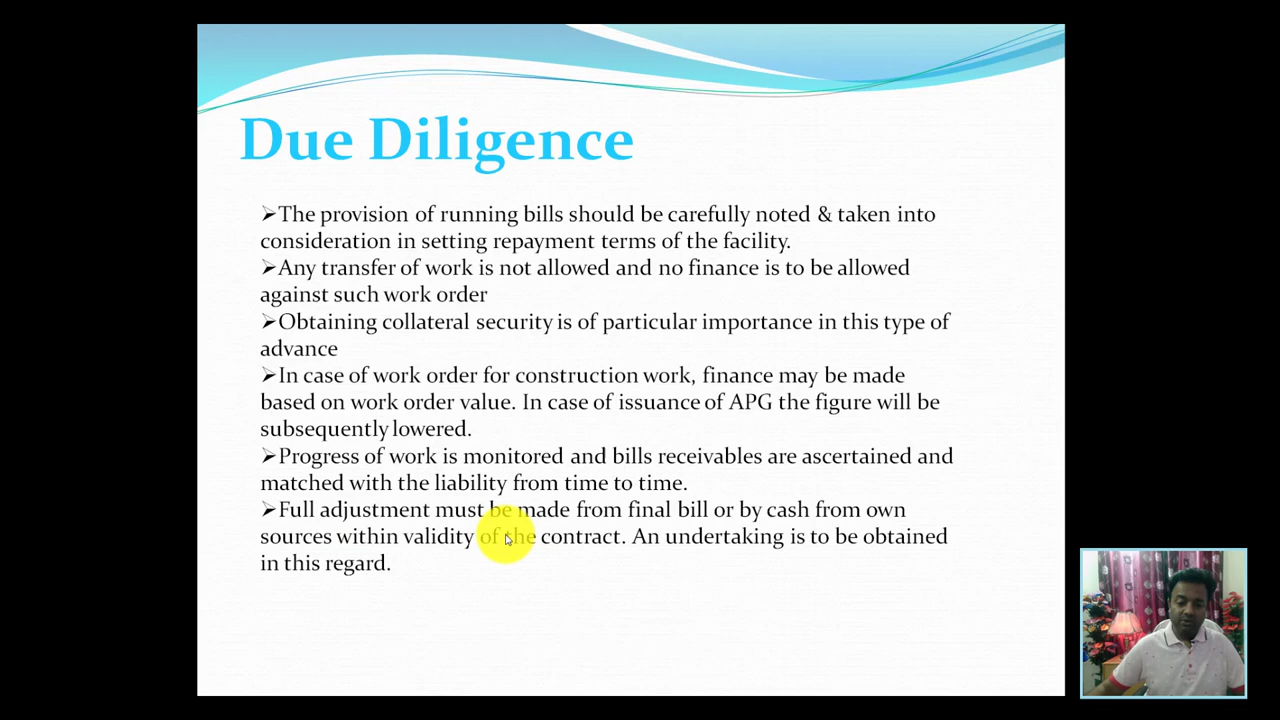 Due Diligence
➢The provision of running bills should be carefully noted & taken into
consideration in setting repayment terms of the facility.
➢Any transfer of work is not allowed and no finance is to be allowed
against such work order
➢Obtaining collateral security is of particular importance in this type of
advance
➢In case of work order for construction work, finance may be made
based on work order value. In case of issuance of APG the figure will be
subsequently lowered.
➢Progress of work is monitored and bills receivables are ascertained and
matched with the liability from time to time.
➢Full adjustment must be made from final bill or by cash from own
sources within validity of the contract. An undertaking is to be obtained
in this regard.